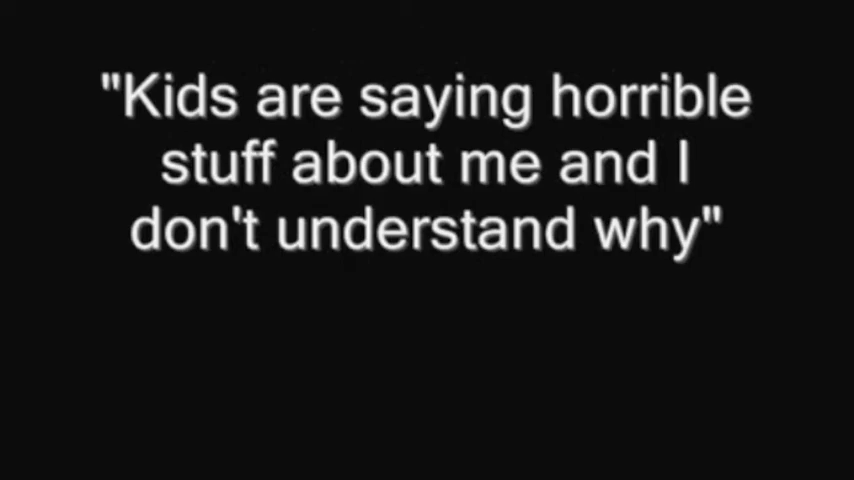 "Kids are saying horrible
stuff about me and I
don't understand why"